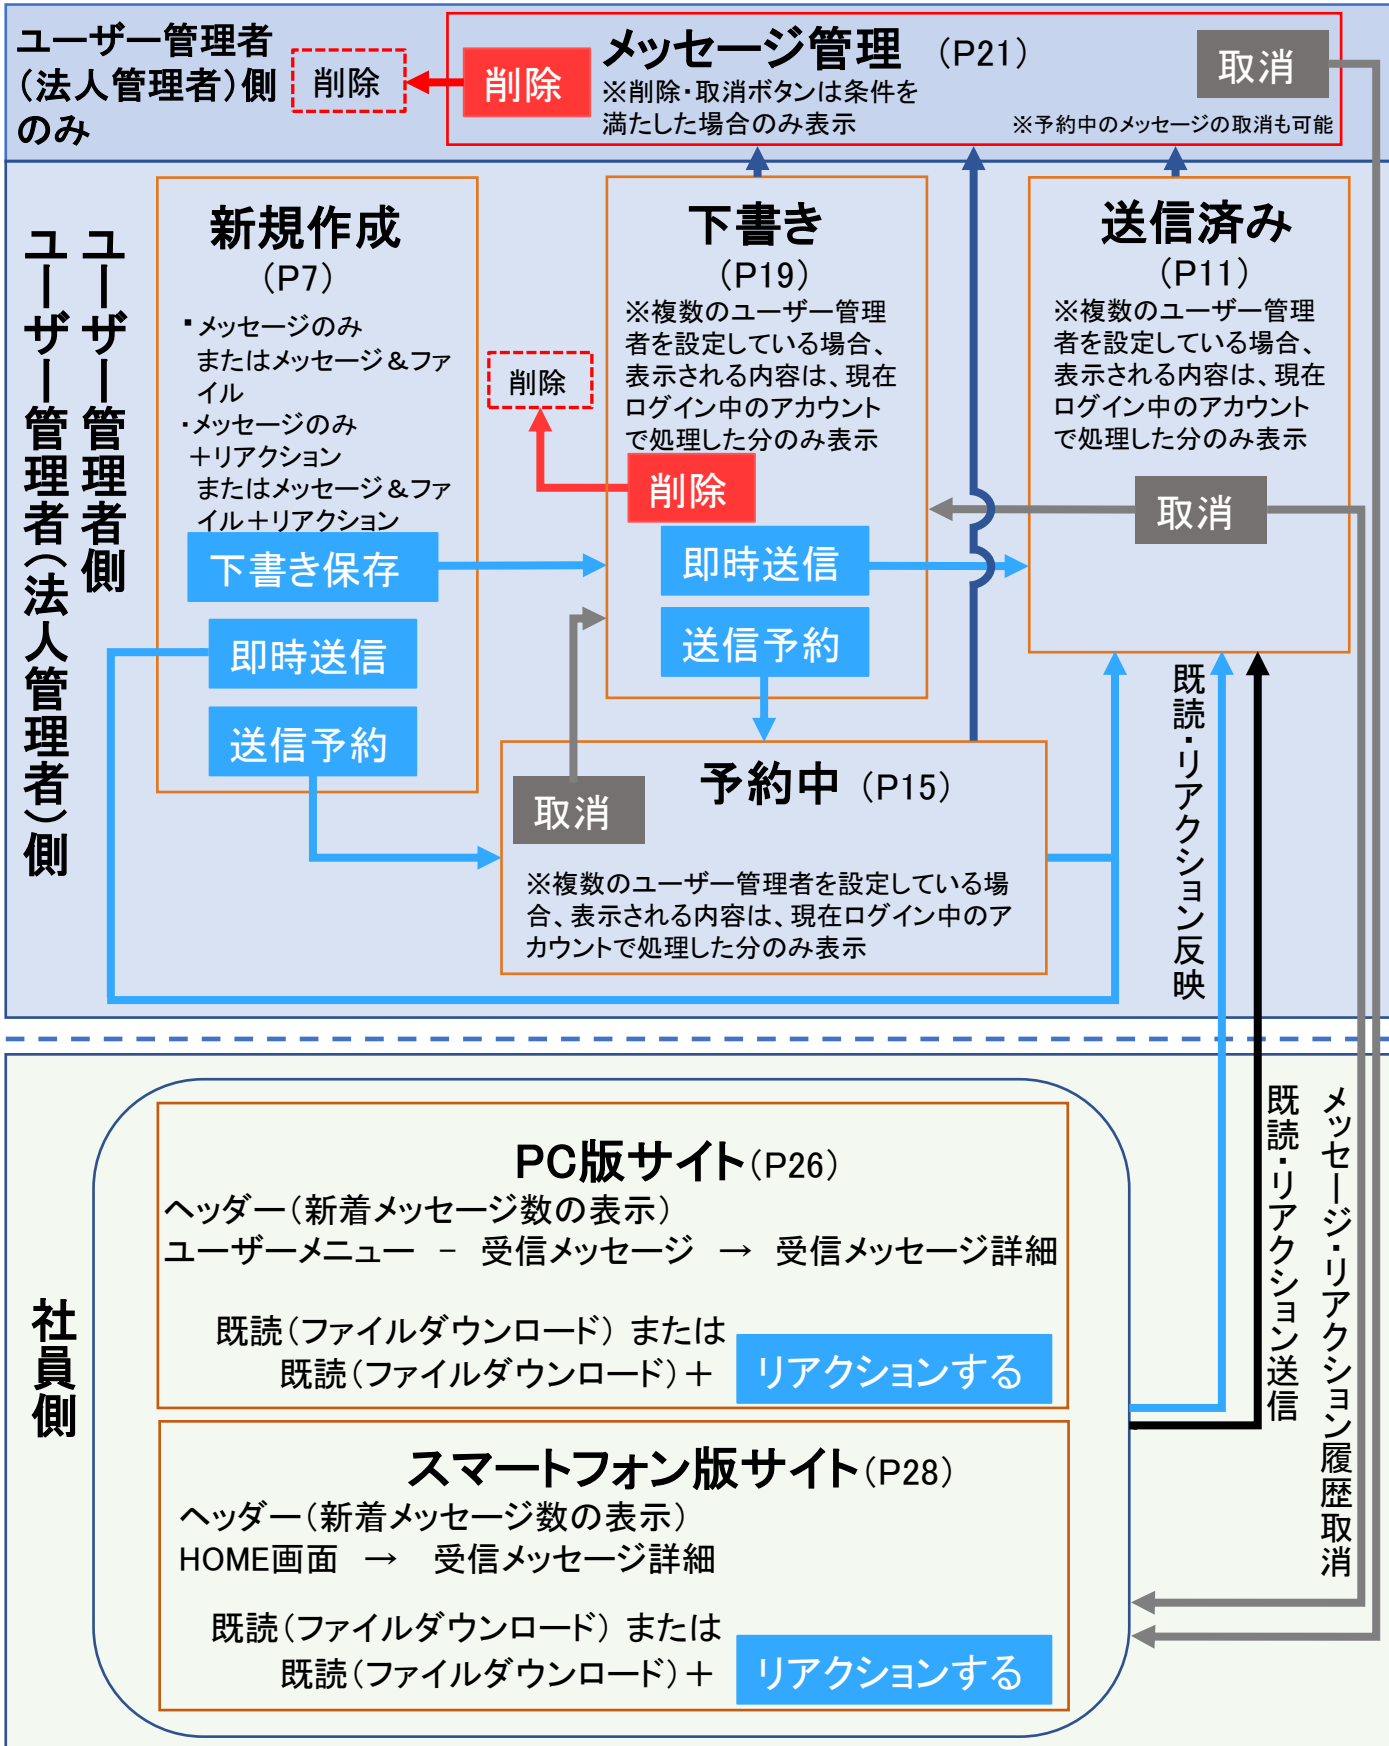 ユーザー管理者
（法人管理者）側
のみ
削除
削除
メッセージ管理 （P21）
※削除・取消ボタンは条件を
満たした場合のみ表示
取消
※予約中のメッセージの取消も可能
ユーザー管理者側
ユーザー管理者（法人管理者）側
新規作成
（P7）
・メッセージのみ
またはメッセージ＆ファ
イル
・メッセージのみ
＋リアクション
またはメッセージ＆ファ
イル＋リアクション
下書き保存
即時送信
送信予約
削除
下書き
（P19）
※複数のユーザー管理
者を設定している場合、
表示される内容は、現在
ログイン中のアカウント
で処理した分のみ表示
削除
即時送信
送信予約
送信済み
（P11）
※複数のユーザー管理
者を設定している場合、
表示される内容は、現在
ログイン中のアカウント
で処理した分のみ表示
取消
予約中 （P15）
取消
※複数のユーザー管理者を設定している場
合、表示される内容は、現在ログイン中のア
カウントで処理した分のみ表示
既読・リアクション反映
社員側
PC版サイト（P26）
ヘッダー（新着メッセージ数の表示）
ユーザーメニュー － 受信メッセージ → 受信メッセージ詳細
既読（ファイルダウンロード） または
既読（ファイルダウンロード）＋
リアクションする
スマートフォン版サイト（P28）
ヘッダー（新着メッセージ数の表示）
HOME画面 → 受信メッセージ詳細
既読（ファイルダウンロード） または
既読（ファイルダウンロード）＋
リアクションする
既読・リアクション送信
メッセージ・リアクション履歴取消